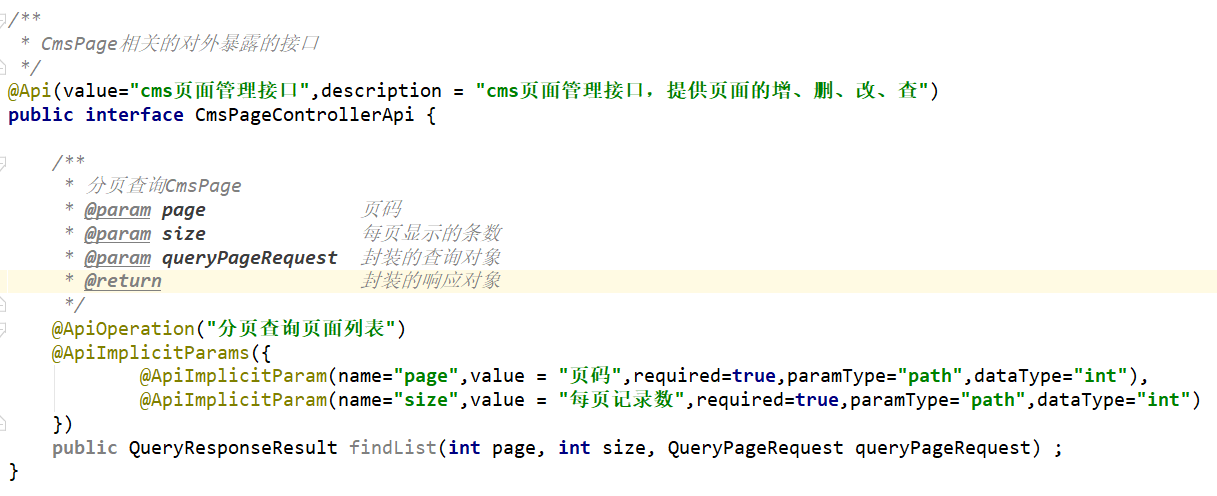 /**
 * CmsPage相关的对外暴露的接口
 */
@Api(value="cms页面管理接口",description = "cms页面管理接口，提供页面的增、删、改、查")
public interface CmsPageControllerApi {
    /**
     * 分页查询CmsPage
     * @param page 页码
     * @param size 每页显示的条数
     * @param queryPageRequest 封装的查询对象
     * @return 封装的响应对象
     */
    @ApiOperation("分页查询页面列表")
    @ApiImplicitParams({
            @ApiImplicitParam(name="page",value = "页码",required=true,paramType="path",dataType="int"),
            @ApiImplicitParam(name="size",value = "每页记录数",required=true,paramType="path",dataType="int")
    })
    public QueryResponseResult findList(int page, int size, QueryPageRequest queryPageRequest) ;
}